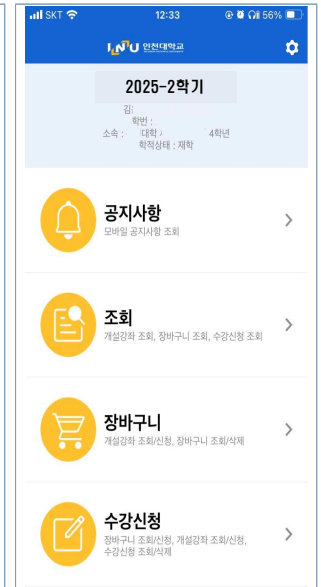 SKT 12:33 56%
INU 인천대학교
2025-2학기
김
학번 :
소속 : 대학 4학년
학적상태 : 재학
공지사항
모바일 공지사항 조회
조회
개설강좌 조회, 장바구니 조회, 수강신청 조회
장바구니
개설강좌 조회/신청, 장바구니 조회/삭제
수강신청
장바구니 조회/신청, 개설강좌 조회/신청,
수강신청 조회/삭제